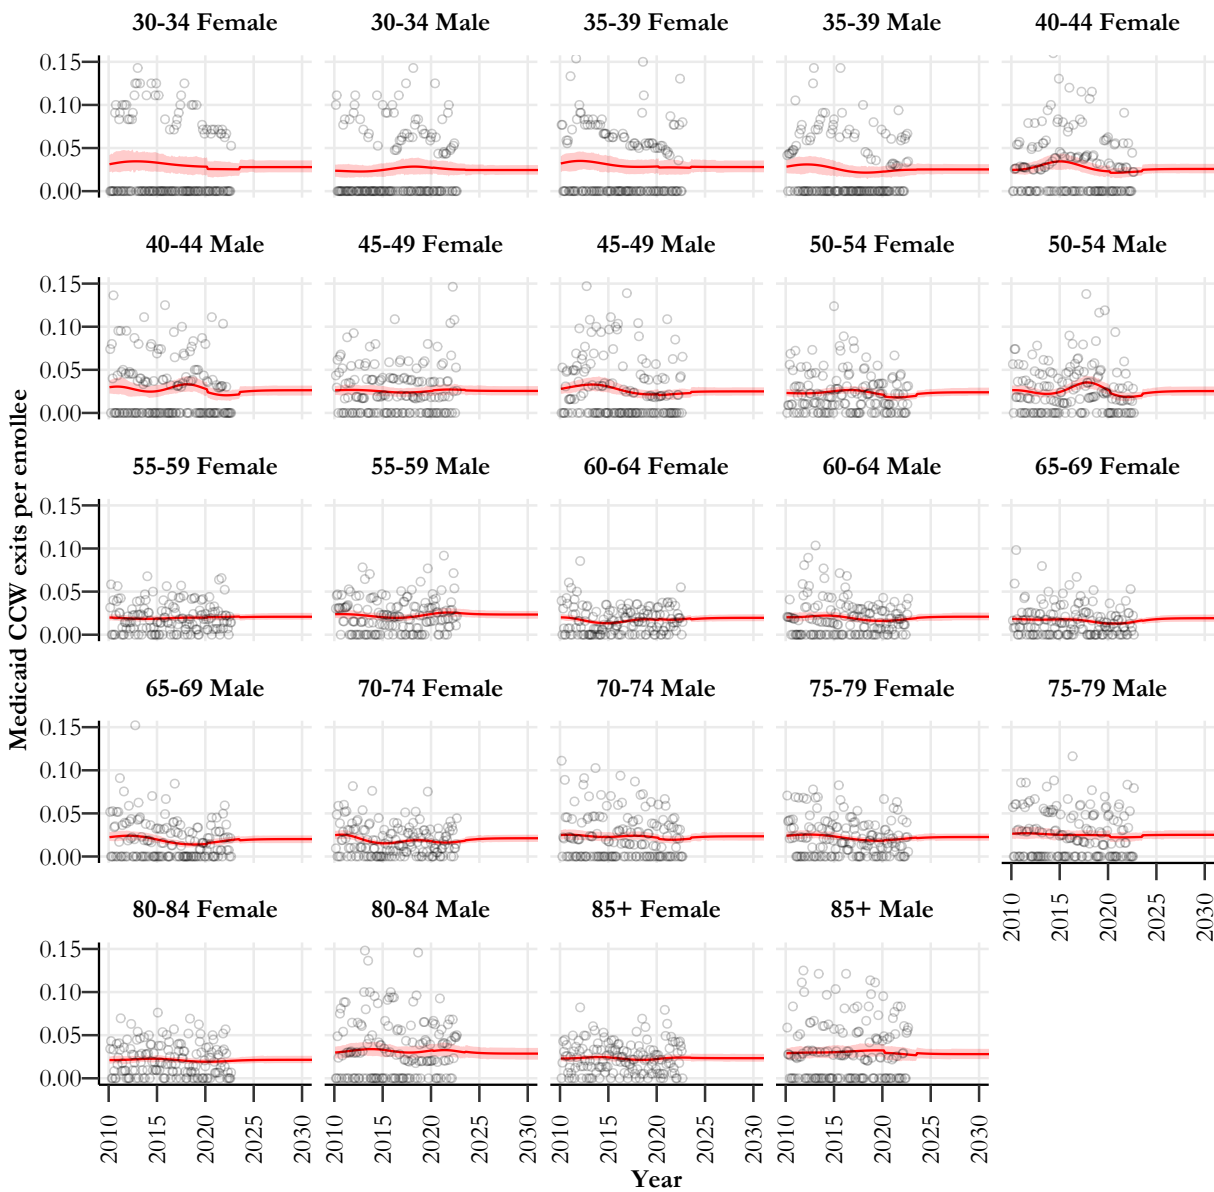 30-34 Female 30-34 Male 35-39 Female 35-39 Male 40-44 Female
0.15
0.10
0.05
0.00
40-44 Male 45-49 Female 45-49 Male 50-54 Female 50-54 Male
0.15
0.10
0.05
0.00
55-59 Female 55-59 Male 60-64 Female 60-64 Male 65-69 Female
0.15
0.10
0.05
0.00
65-69 Male 70-74 Female 70-74 Male 75-79 Female 75-79 Male
0.15
0.10
0.05
0.00
2010 2015 2020 2025 2030
80-84 Female 80-84 Male 85+ Female 85+ Male
0.15
0.10
0.05
0.00
2010 2015 2020 2025 2030 2010 2015 2020 2025 2030 2010 2015 2020 2025 2030 2010 2015 2020 2025 2030
Year
Medicaid CCW exits per enrollee